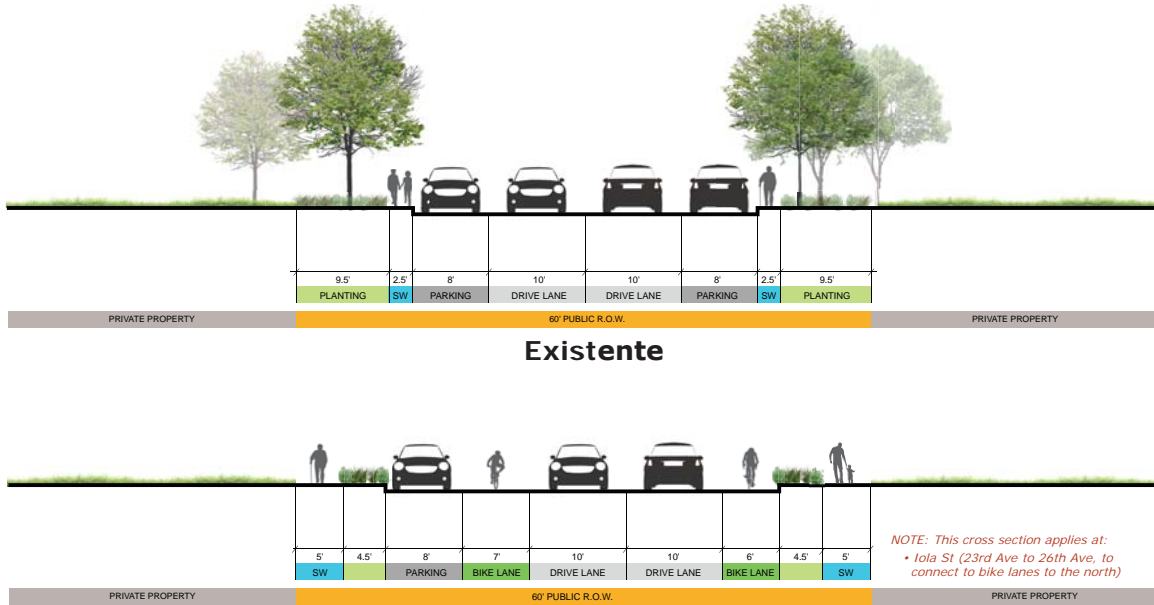 9.5' 2.5' 8' 10' 10' 8' 2.5' 9.5'
PLANTING SW PARKING DRIVE LANE DRIVE LANE PARKING SW PLANTING
PRIVATE PROPERTY 60' PUBLIC R.O.W. PRIVATE PROPERTY
Existente
NOTE: This cross section applies at:
• Iola St (23rd Ave to 26th Ave, to
connect to bike lanes to the north)
5' 4.5' 8' 7' 10' 10' 6' 4.5' 5'
SW PARKING BIKE LANE DRIVE LANE DRIVE LANE BIKE LANE SW
PRIVATE PROPERTY 60' PUBLIC R.O.W. PRIVATE PROPERTY